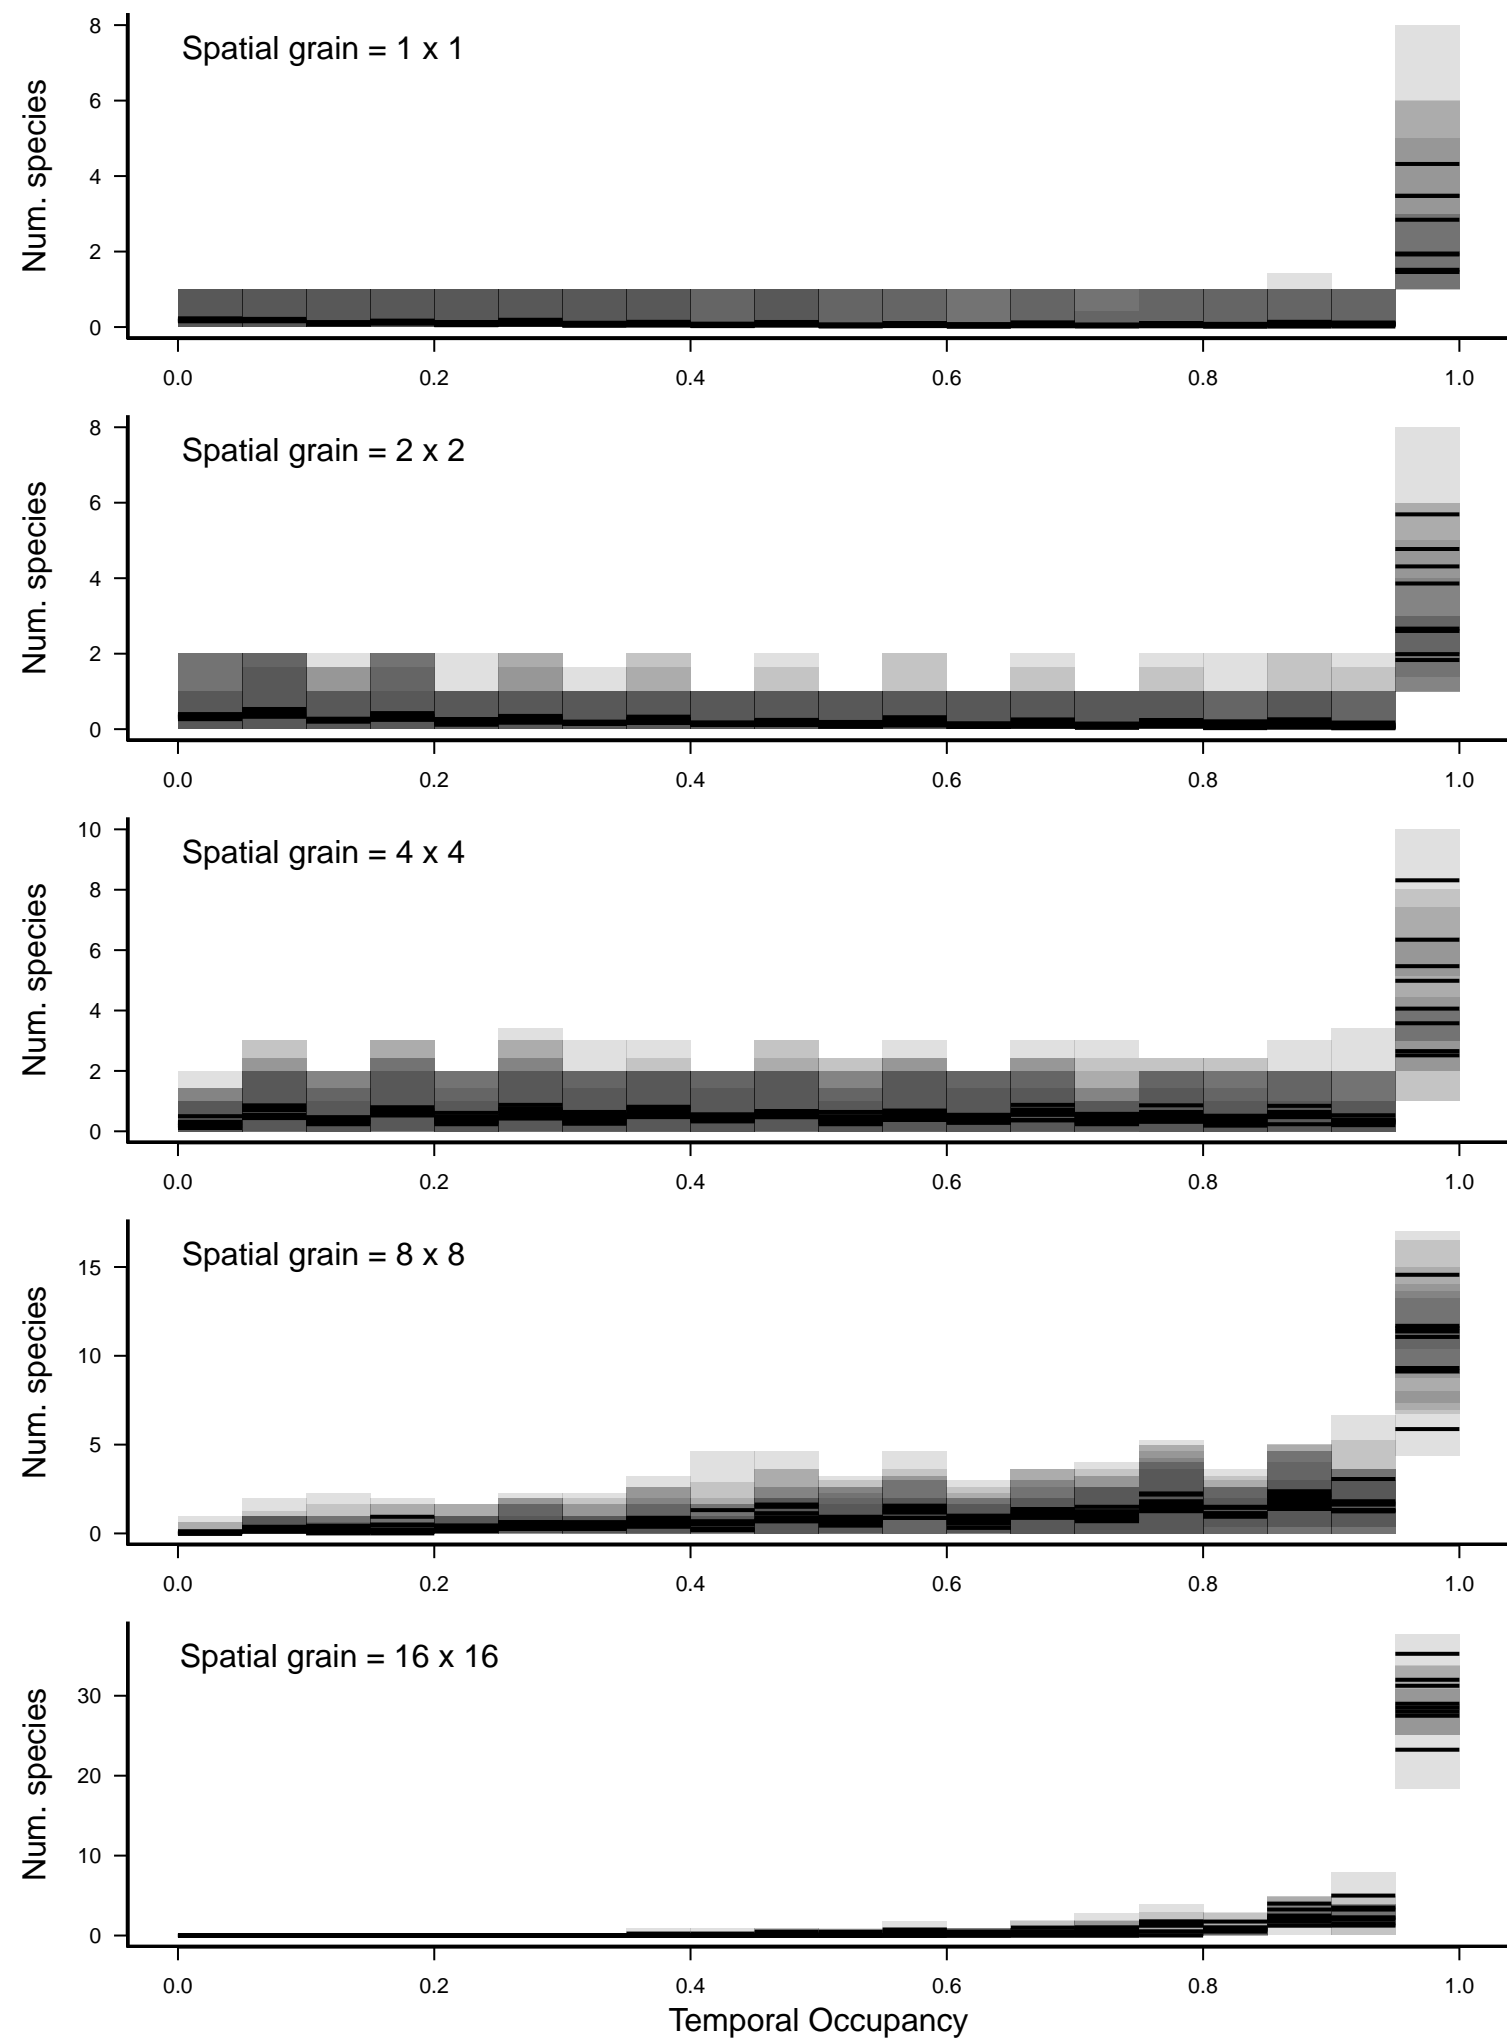 Spatial grain = 1 x 1
Num. species
8
6
4
2
0
0.0 0.2 0.4 0.6 0.8 1.0
Spatial grain = 2 x 2
Num. species
8
6
4
2
0
0.0 0.2 0.4 0.6 0.8 1.0
Spatial grain = 4 x 4
Num. species
10
8
6
4
2
0
0.0 0.2 0.4 0.6 0.8 1.0
Spatial grain = 8 x 8
Num. species
15
10
5
0
0.0 0.2 0.4 0.6 0.8 1.0
Spatial grain = 16 x 16
Num. species
30
20
10
0
0.0 0.2 0.4 0.6 0.8 1.0
Temporal Occupancy